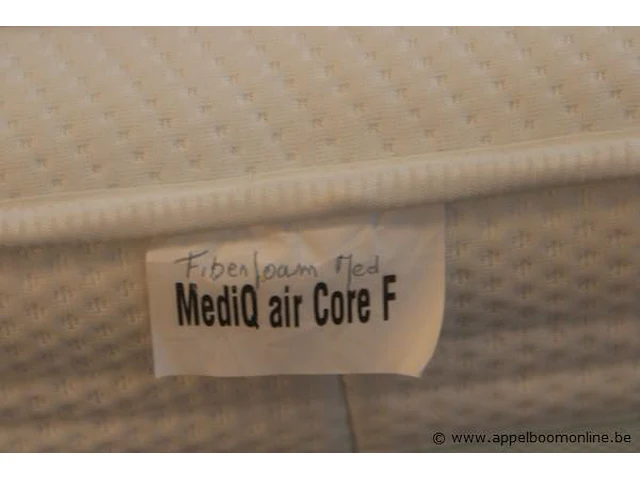 Fiberfoam Med
MediQ air Core F
© www.appelboomonline.be